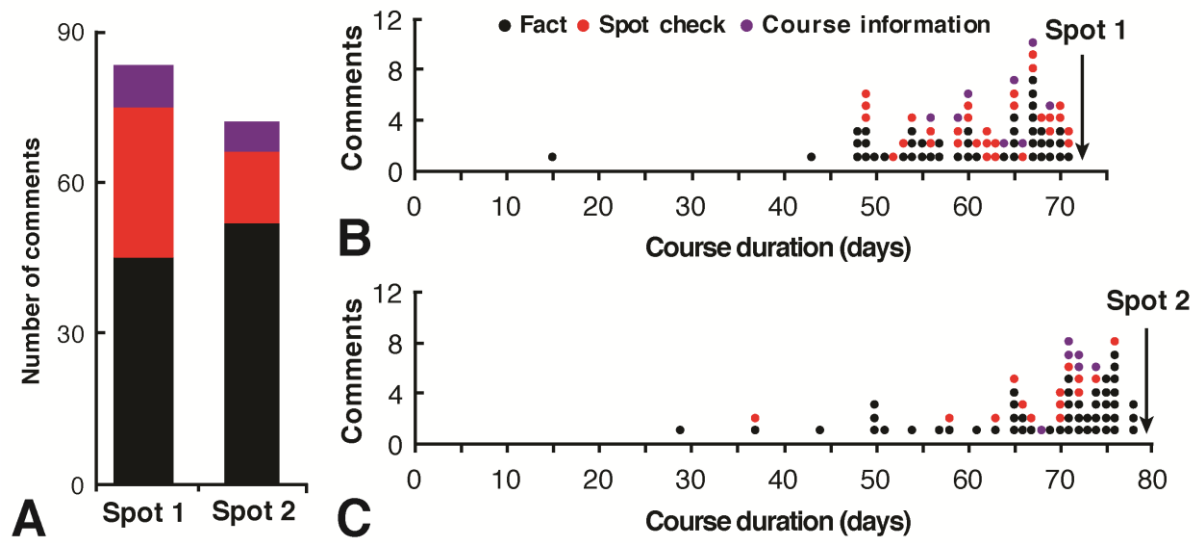 90
60
30
0
Number of comments
Spot 1 Spot 2
A
12
8
4
0
Comments
Fact Spot check Course information
Spot 1
0 10 20 30 40 50 60 70
Course duration (days)
B
12
8
4
0
Comments
Spot 2
0 10 20 30 40 50 60 70 80
Course duration (days)
C